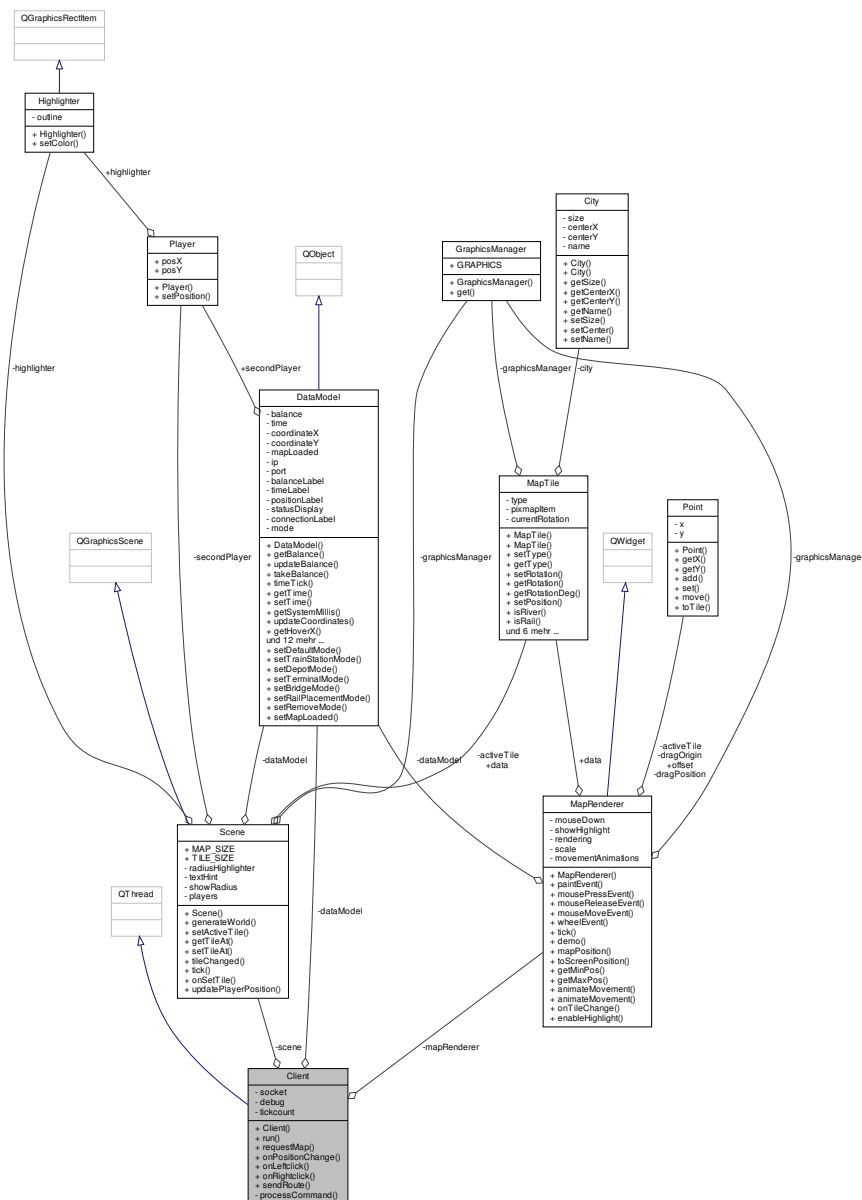 QGraphicsRectItem
Highlighter
- outline
+ Highlighter()
+ setColor()
+highlighter
Player
+ posX
+ posY
+ Player()
+ setPosition()
QObject
GraphicsManager
+ GRAPHICS
+ GraphicsManager()
+ get()
City
- size
- centerX
- centerY
- name
+ City()
+ City()
+ getSize()
+ getCenterX()
+ getCenterY()
+ getName()
+ setSize()
+ setCenter()
+ setName()
-highlighter
+secondPlayer
-graphicsManager
-city
DataModel
- balance
- time
- coordinateX
- coordinateY
- mapLoaded
- ip
- port
- balanceLabel
- timeLabel
- positionLabel
- statusDisplay
- connectionLabel
- mode
+ DataModel()
+ getBalance()
+ updateBalance()
+ takeBalance()
+ timeTick()
+ getTime()
+ setTime()
+ getSystemMillis()
+ updateCoordinates()
+ getHoverX()
und 12 mehr ...
+ setDefaultMode()
+ setTrainStationMode()
+ setDepotMode()
+ setTerminalMode()
+ setBridgeMode()
+ setRailPlacementMode()
+ setRemoveMode()
+ setMapLoaded()
MapTile
- type
- pixmapItem
- currentRotation
+ MapTile()
+ MapTile()
+ setType()
+ getType()
+ setRotation()
+ getRotation()
+ getRotationDeg()
+ setPosition()
+ isRiver()
+ isRail()
und 6 mehr ...
Point
- x
- y
+ Point()
+ getX()
+ getY()
+ add()
+ set()
+ move()
+ toTile()
QGraphicsScene
QWidget
-secondPlayer
-graphicsManager
-graphicsManage
-dataModel
-dataModel
-activeTile
+data
+data
-activeTile
-dragOrigin
+offset
-dragPosition
Scene
+ MAP_SIZE
+ TILE_SIZE
- radiusHighlighter
- textHint
- showRadius
- players
+ Scene()
+ generateWorld()
+ setActiveTile()
+ getTileAt()
+ setTileAt()
+ tileChanged()
+ tick()
+ onSetTile()
+ updatePlayerPosition()
MapRenderer
- mouseDown
- showHighlight
- rendering
- scale
- movementAnimations
+ MapRenderer()
+ paintEvent()
+ mousePressEvent()
+ mouseReleaseEvent()
+ mouseMoveEvent()
+ wheelEvent()
+ tick()
+ demo()
+ mapPosition()
+ toScreenPosition()
+ getMinPos()
+ getMaxPos()
+ animateMovement()
+ animateMovement()
+ onTileChange()
+ enableHighlight()
QThread
-dataModel
-scene
-mapRenderer
Client
- socket
- debug
- tickcount
+ Client()
+ run()
+ requestMap()
+ onPositionChange()
+ onLeftclick()
+ onRightclick()
+ sendRoute()
- processCommand()